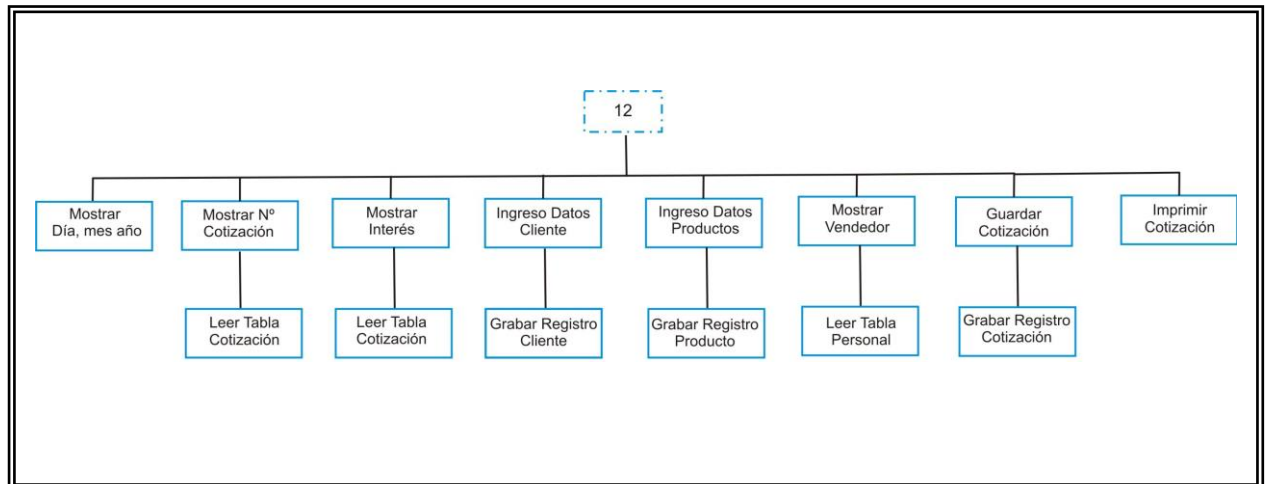 12
Mostrar
Día, mes año
Mostrar Nº
Cotización
Mostrar
Interés
Ingreso Datos
Cliente
Ingreso Datos
Productos
Mostrar
Vendedor
Guardar
Cotización
Imprimir
Cotización
Leer Tabla
Cotización
Leer Tabla
Cotización
Grabar Registro
Cliente
Grabar Registro
Producto
Leer Tabla
Personal
Grabar Registro
Cotización